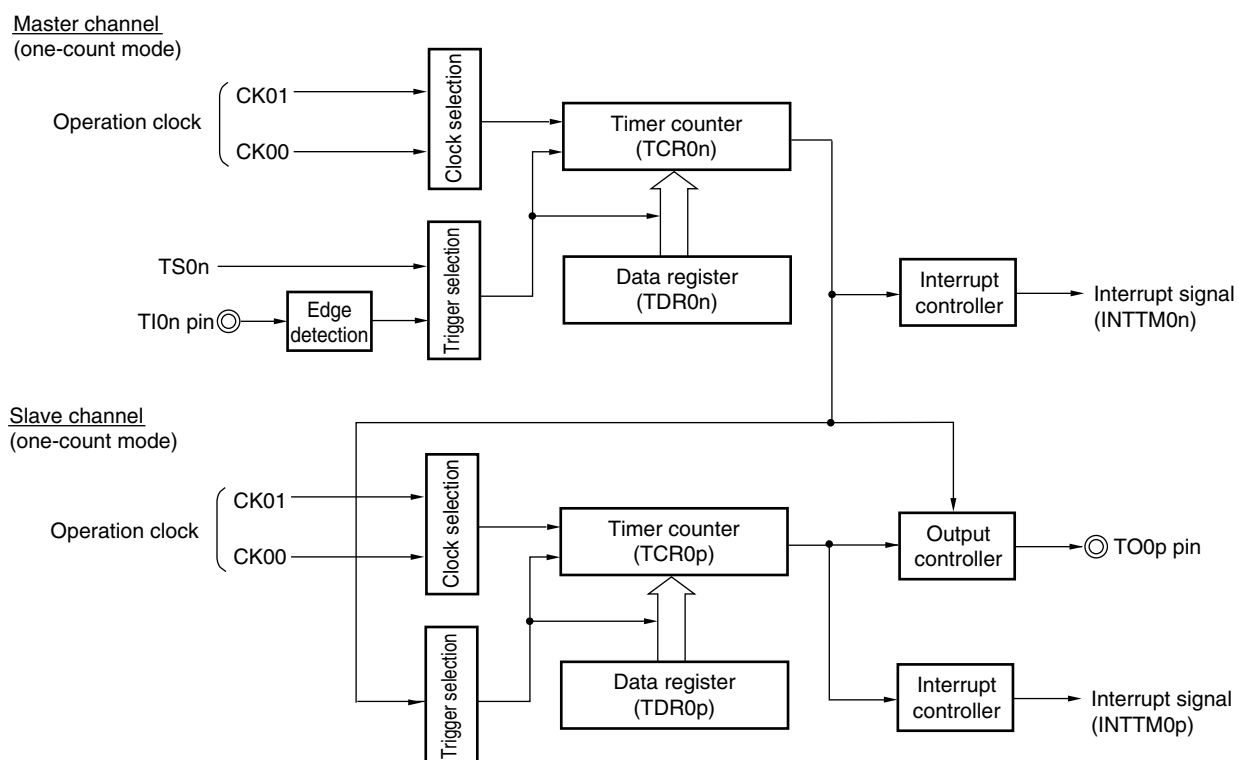 Master channel
(one-count mode)
CK01
Operation clock
CK00
Clock selection
Timer counter
(TCR0n)
TS0n
TI0n pin
Edge
detection
Trigger selection
Data register
(TDR0n)
Interrupt
controller
Interrupt signal
(INTTM0n)
Slave channel
(one-count mode)
CK01
Operation clock
CK00
Clock selection
Timer counter
(TCR0p)
Output
controller
TO0p pin
Trigger selection
Data register
(TDR0p)
Interrupt
controller
Interrupt signal
(INTTM0p)